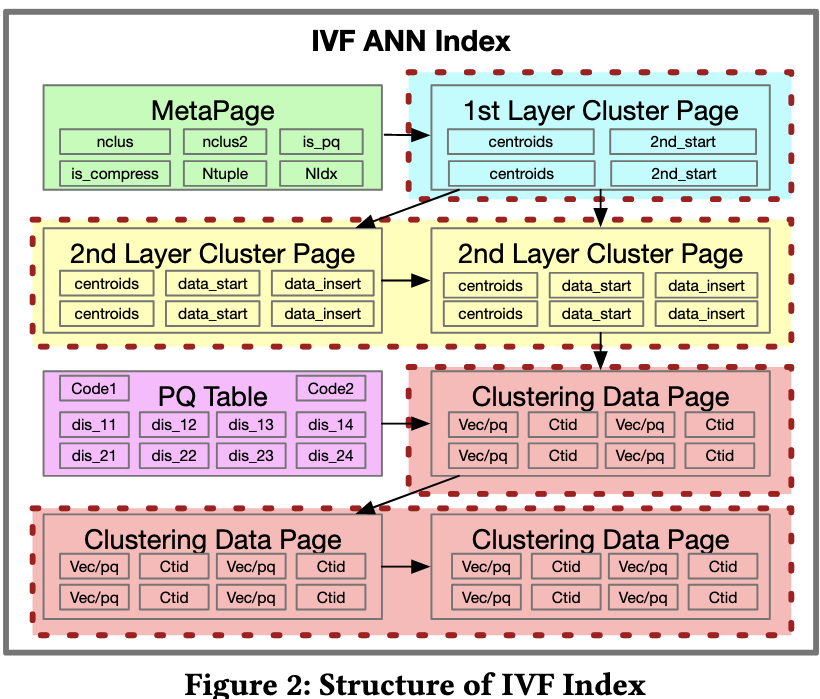 IVF ANN Index
MetaPage
nclus nclus2 is_pq
is_compress Ntuple NIdx
1st Layer Cluster Page
centroids 2nd_start
centroids 2nd_start
2nd Layer Cluster Page
centroids data_start data_insert
centroids data_start data_insert
2nd Layer Cluster Page
centroids data_start data_insert
centroids data_start data_insert
Code1 PQ Table Code2
dis_11 dis_12 dis_13 dis_14
dis_21 dis_22 dis_23 dis_24
Clustering Data Page
Vec/pq Ctid Vec/pq Ctid
Vec/pq Ctid Vec/pq Ctid
Clustering Data Page
Vec/pq Ctid Vec/pq Ctid
Vec/pq Ctid Vec/pq Ctid
Clustering Data Page
Vec/pq Ctid Vec/pq Ctid
Vec/pq Ctid Vec/pq Ctid
Figure 2: Structure of IVF Index